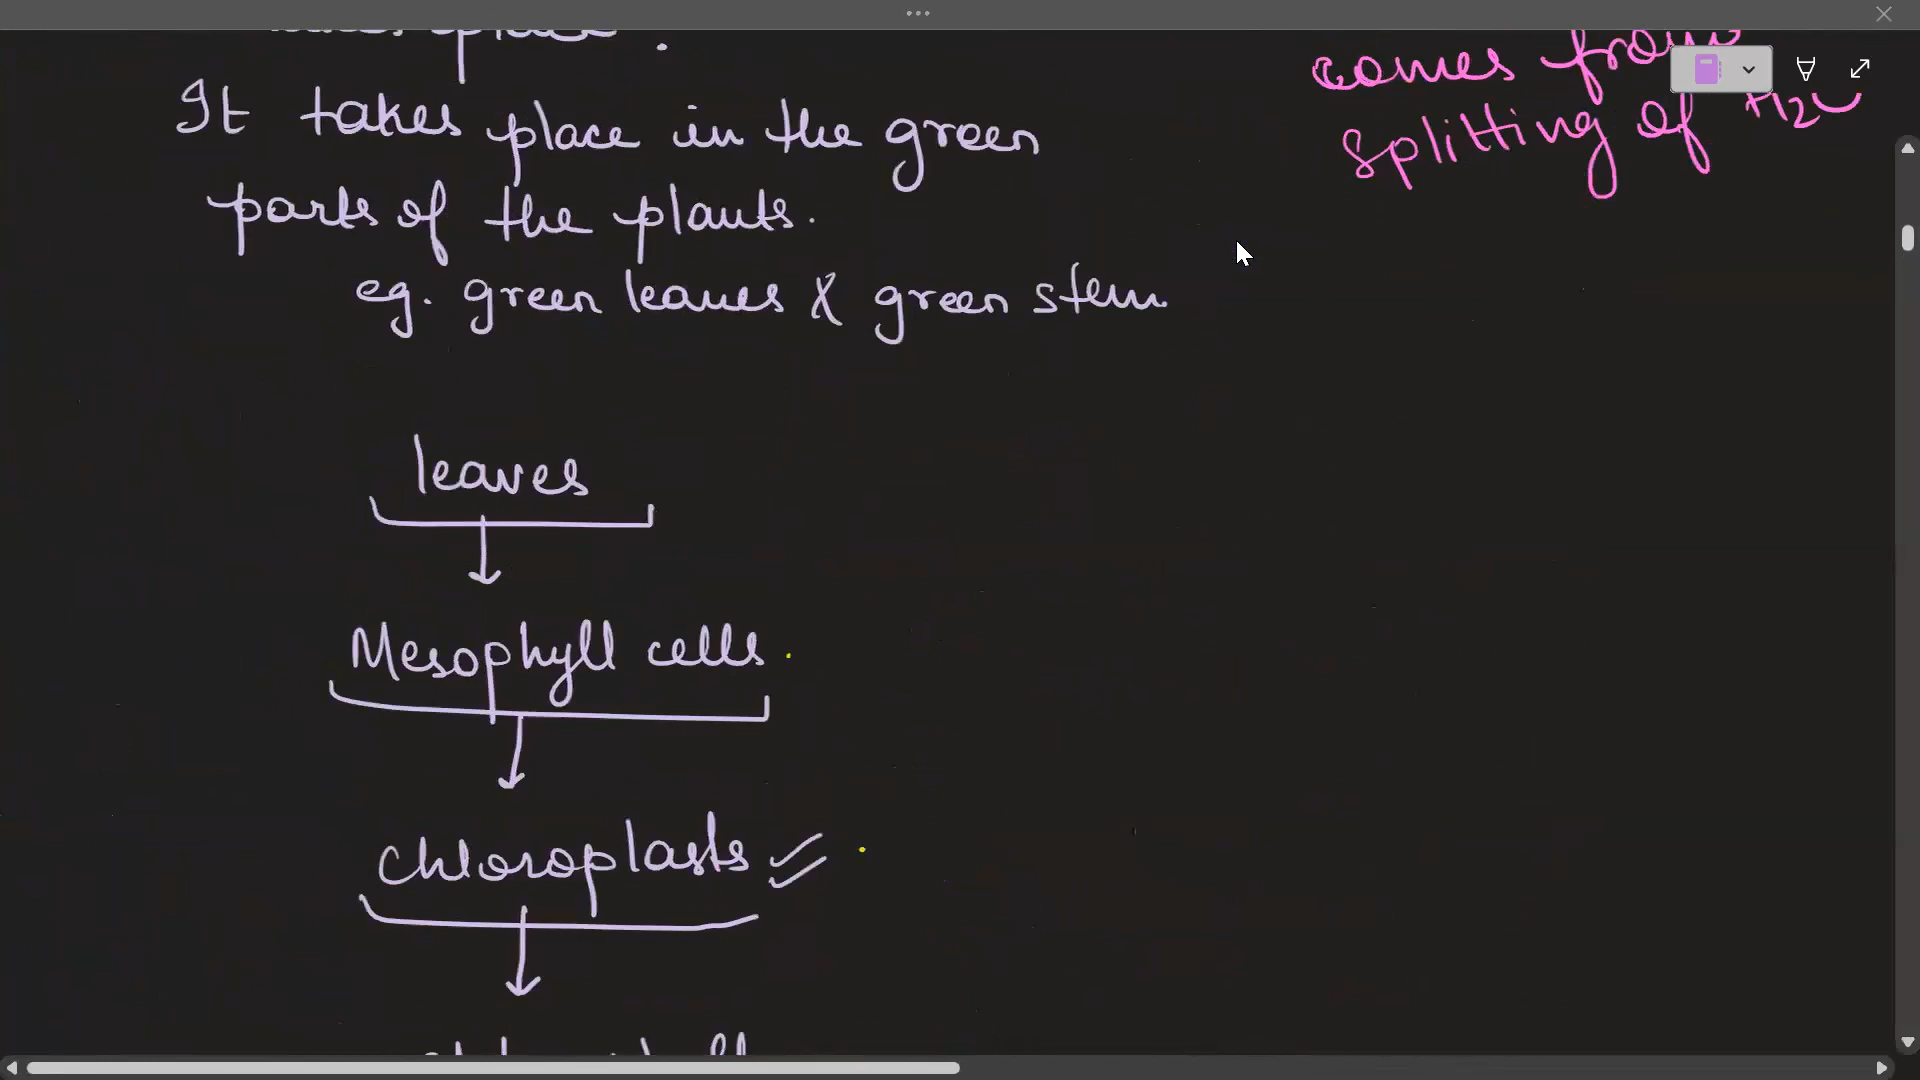 It takes place in the green
parts of the plants.
eg. green leaves & green stem
comes from
splitting of H2O
leaves
Mesophyll cells
Chloroplasts